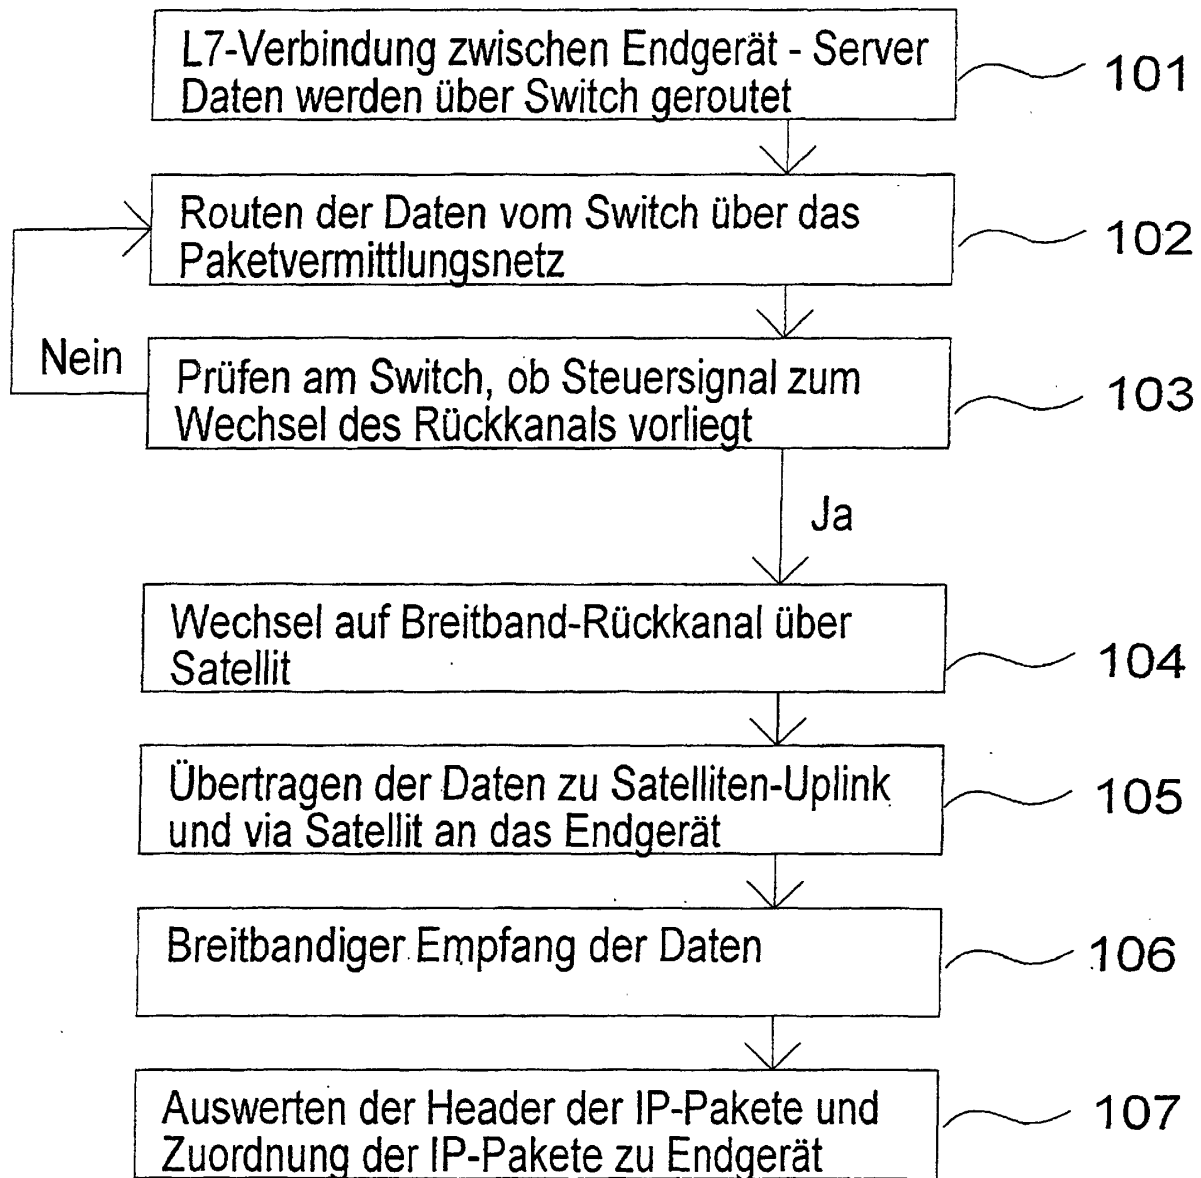 L7-Verbindung zwischen Endgerät - Server
Daten werden über Switch geroutet
101
Routen der Daten vom Switch über das
Paketvermittlungsnetz
102
Nein
Prüfen am Switch, ob Steuersignal zum
Wechsel des Rückkanals vorliegt
103
Ja
Wechsel auf Breitband-Rückkanal über
Satellit
104
Übertragen der Daten zu Satelliten-Uplink
und via Satellit an das Endgerät
105
Breitbandiger Empfang der Daten
106
Auswerten der Header der IP-Pakete und
Zuordnung der IP-Pakete zu Endgerät
107